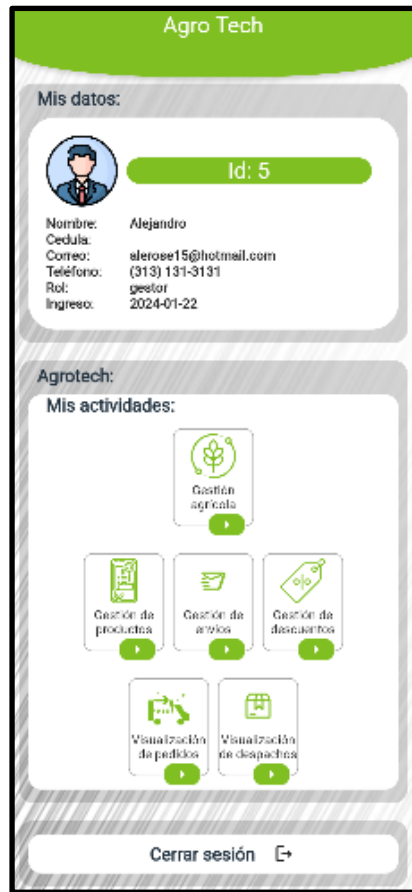 Agro Tech
Mis datos:
Id: 5
Nombre: Alejandro
Cedula:
Correo: alerose15@hotmail.com
Teléfono: (313) 131-3131
Rol: gestor
Ingreso: 2024-01-22
Agrotech:
Mis actividades:
Gestión
agrícola
Gestión de
productos
Gestión de
envíos
Gestión de
descuentos
Visualización
de pedidos
Visualización
de despachos
Cerrar sesión